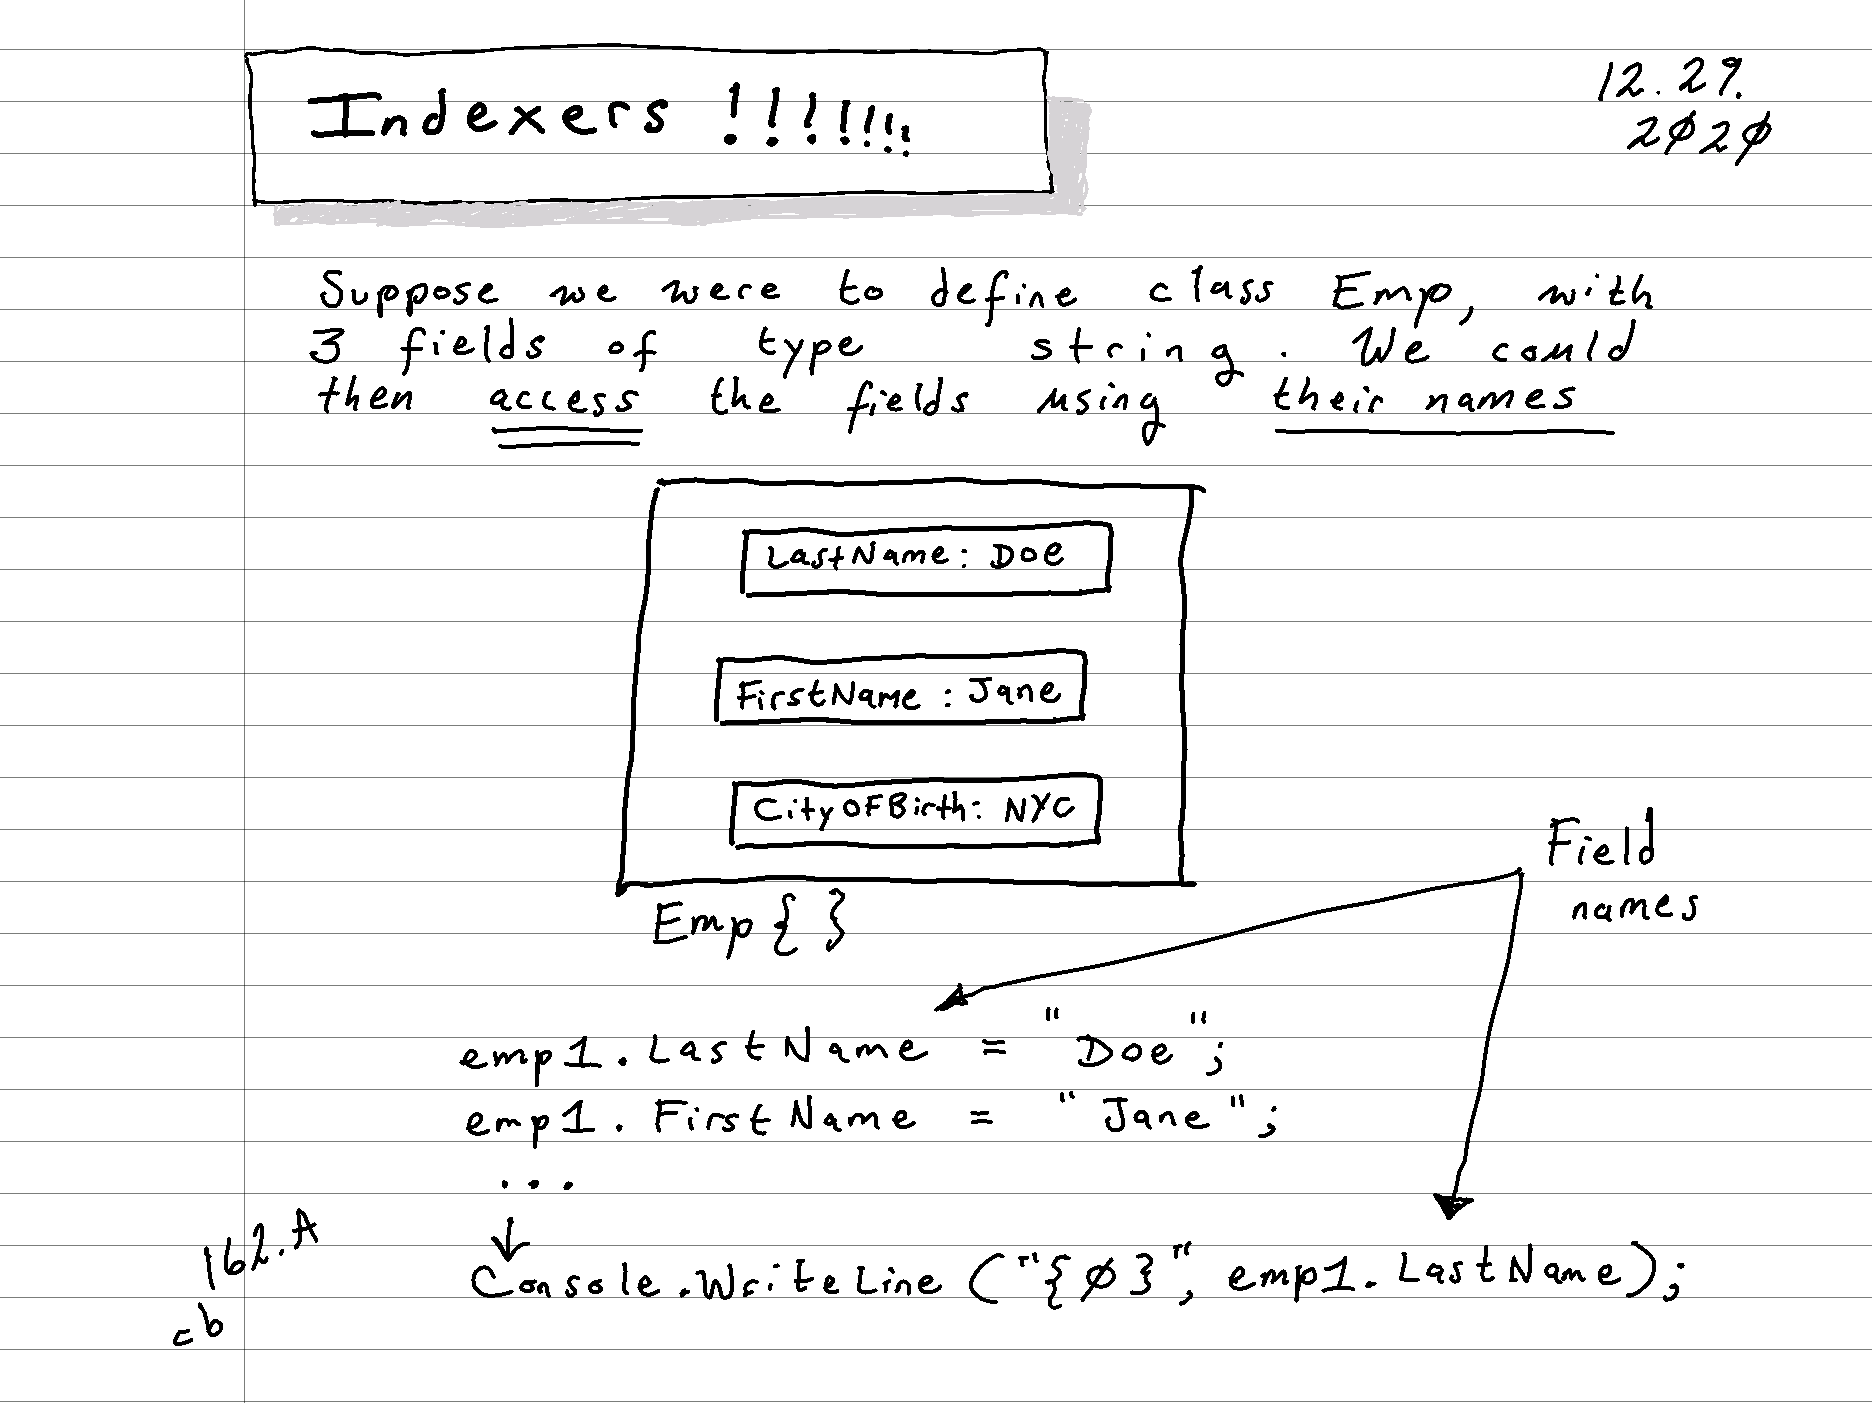 Indexers !!!!!!!!
12.29.
2020
Suppose we were to define class Emp, with
3 fields of type string. We could
then access the fields using their names
LastName: Doe
FirstName: Jane
CityOFBirth: NYC
Emp { }
Field
names
emp1.LastName = "Doe";
emp1.FirstName = "Jane";
...
Console.WriteLine ("{0}", emp1.LastName);
162.A
cb